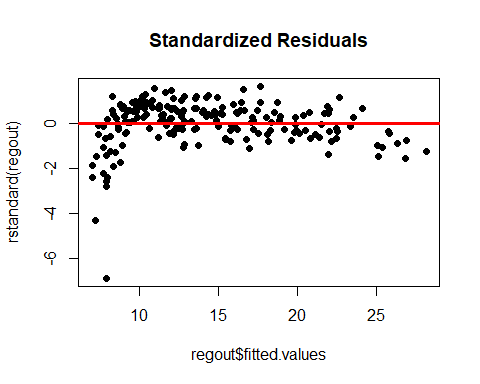 Standardized Residuals
rstandard(regout)
0
-2
-4
-6
10 15 20 25
regout$fitted.values